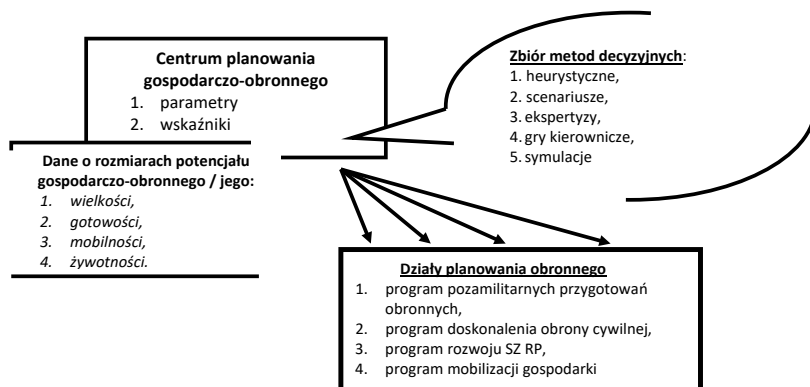 Centrum planowania
gospodarczo-obronnego
1. parametry
2. wskaźniki
Dane o rozmiarach potencjału
gospodarczo-obronnego / jego:
1. wielkości,
2. gotowości,
3. mobilności,
4. żywotności.
Zbiór metod decyzyjnych:
1. heurystyczne,
2. scenariusze,
3. ekspertyzy,
4. gry kierownicze,
5. symulacje
Działy planowania obronnego
1. program pozamilitarnych przygotowań
obronnych,
2. program doskonalenia obrony cywilnej,
3. program rozwoju SZ RP,
4. program mobilizacji gospodarki